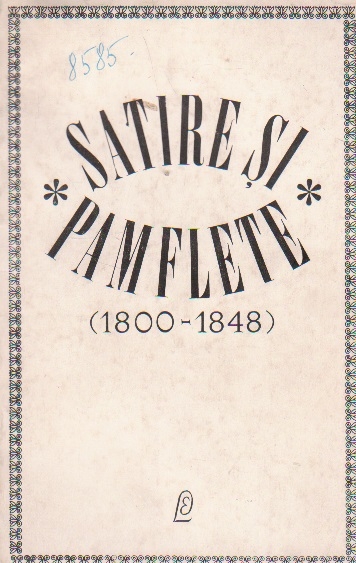 8585.
SATIRE ȘI
* PAMFLETE *
(1800-1848)